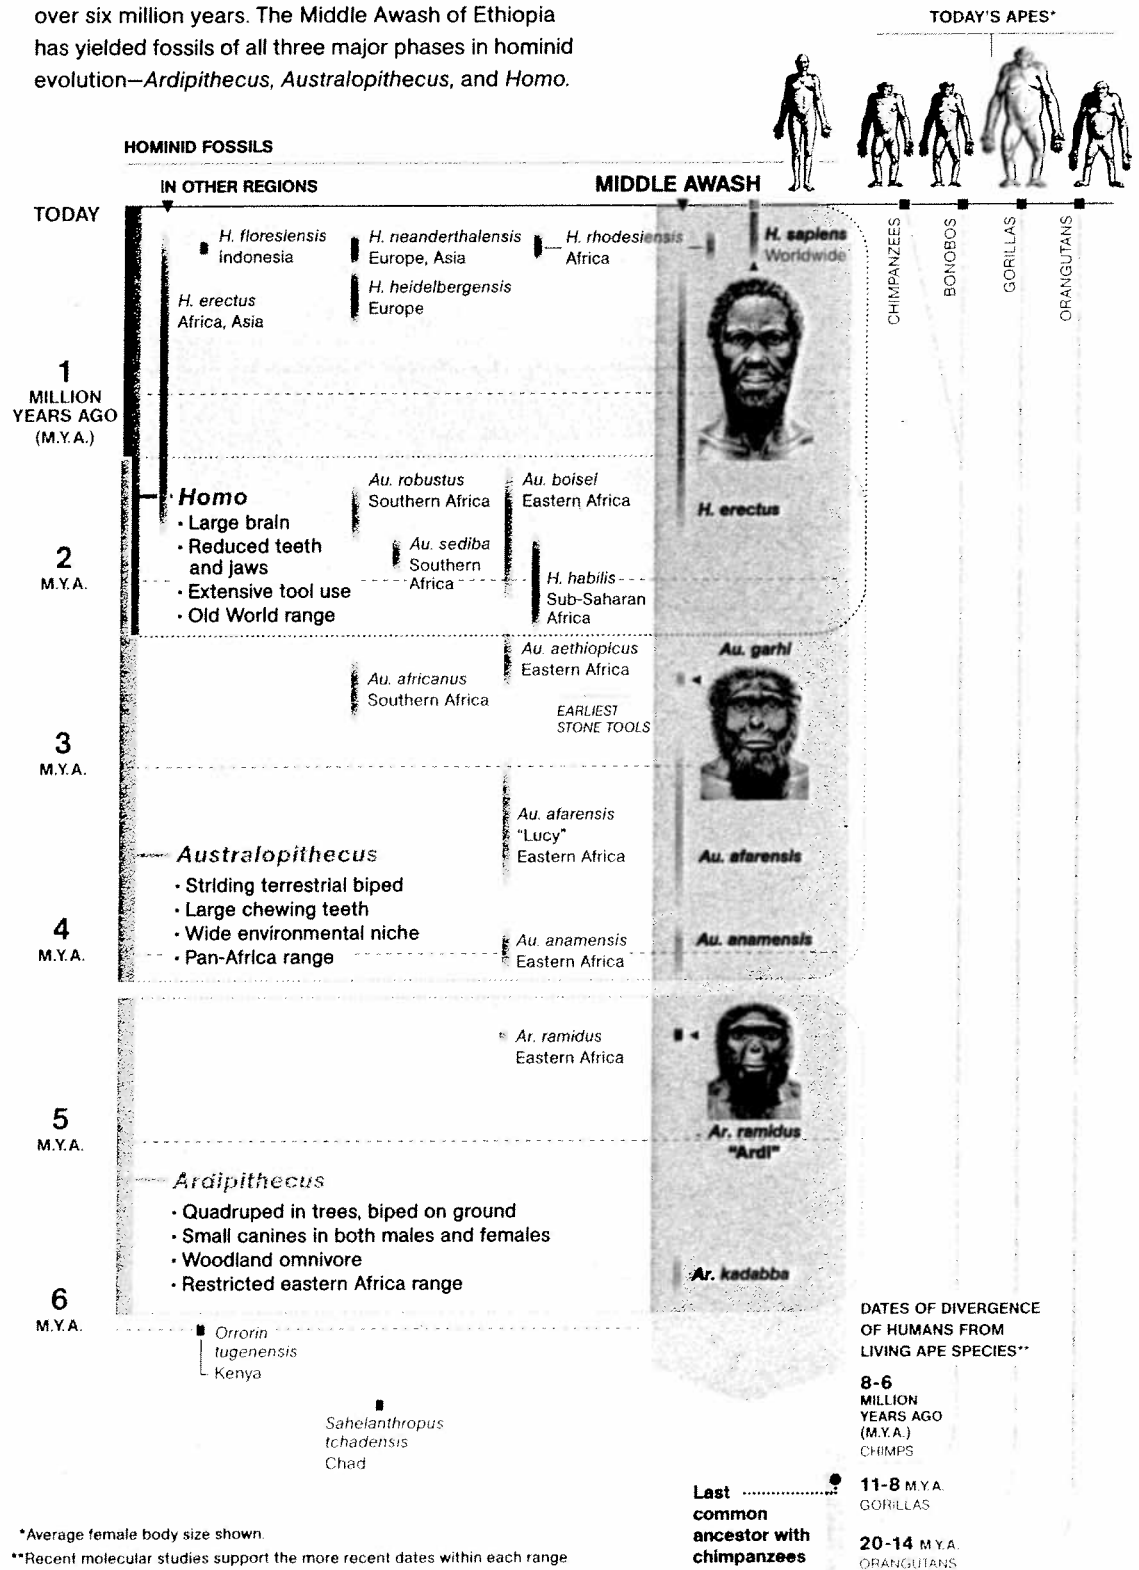 over six million years. The Middle Awash of Ethiopia
has yielded fossils of all three major phases in hominid
evolution—Ardipithecus, Australopithecus, and Homo.
TODAY'S APES*
HOMINID FOSSILS
IN OTHER REGIONS
MIDDLE AWASH
TODAY
H. floresiensis
Indonesia
H. neanderthalensis
Europe, Asia
H. rhodesiensis
Africa
H. sapiens
Worldwide
CHIMPANZEES
BONOBOS
GORILLAS
ORANGUTANS
H. erectus
Africa, Asia
H. heidelbergensis
Europe
1
MILLION
YEARS AGO
(M.Y.A.)
Homo
· Large brain
· Reduced teeth
and jaws
· Extensive tool use
· Old World range
Au. robustus
Southern Africa
Au. boisei
Eastern Africa
H. erectus
Au. sediba
Southern
Africa
2
M.Y.A.
H. habilis
Sub-Saharan
Africa
Au. aethiopicus
Eastern Africa
Au. garhi
Au. africanus
Southern Africa
EARLIEST
STONE TOOLS
3
M.Y.A.
Au. afarensis
"Lucy"
Eastern Africa
Au. afarensis
Australopithecus
· Striding terrestrial biped
· Large chewing teeth
· Wide environmental niche
· Pan-Africa range
4
M.Y.A.
Au. anamensis
Eastern Africa
Au. anamensis
Ar. ramidus
Eastern Africa
5
M.Y.A.
Ar. ramidus
"Ardi"
Ardipithecus
· Quadruped in trees, biped on ground
· Small canines in both males and females
· Woodland omnivore
· Restricted eastern Africa range
Ar. kadabba
6
M.Y.A.
Orrorin
tugenensis
Kenya
Sahelanthropus
tchadensis
Chad
DATES OF DIVERGENCE
OF HUMANS FROM
LIVING APE SPECIES**
8-6
MILLION
YEARS AGO
(M.Y.A.)
CHIMPS
11-8 M.Y.A.
GORILLAS
20-14 M.Y.A.
ORANGUTANS
Last
common
ancestor with
chimpanzees
*Average female body size shown.
**Recent molecular studies support the more recent dates within each range